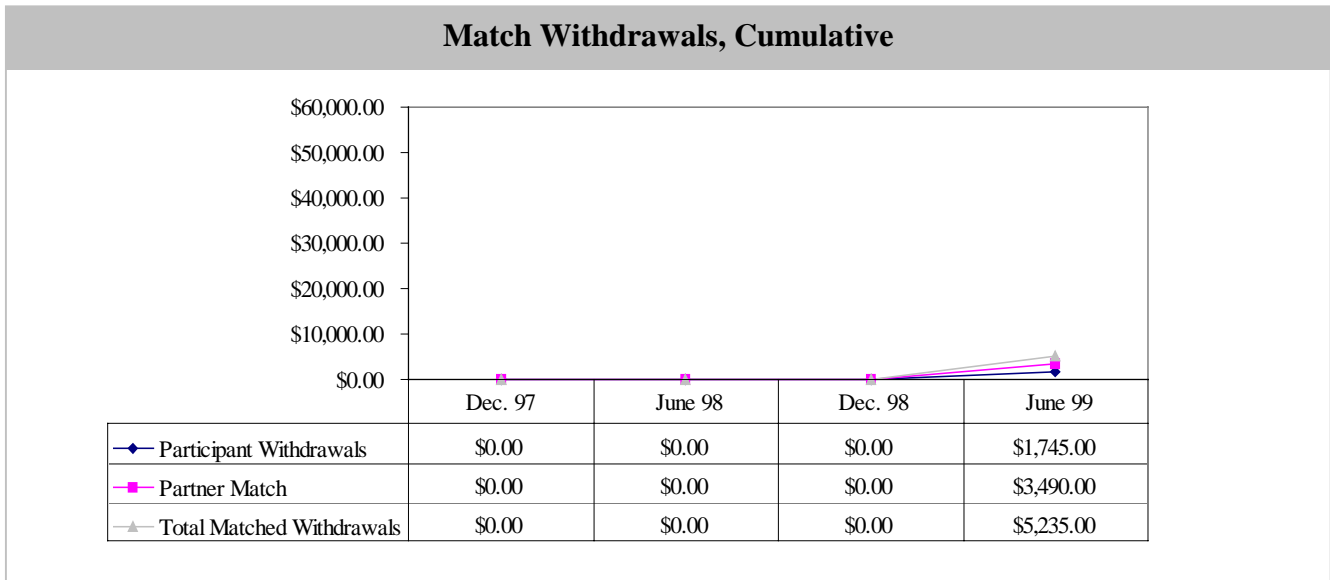 Match Withdrawals, Cumulative
$60,000.00
$50,000.00
$40,000.00
$30,000.00
$20,000.00
$10,000.00
$0.00
Dec. 97 June 98 Dec. 98 June 99
Participant Withdrawals $0.00 $0.00 $0.00 $1,745.00
Partner Match $0.00 $0.00 $0.00 $3,490.00
Total Matched Withdrawals $0.00 $0.00 $0.00 $5,235.00